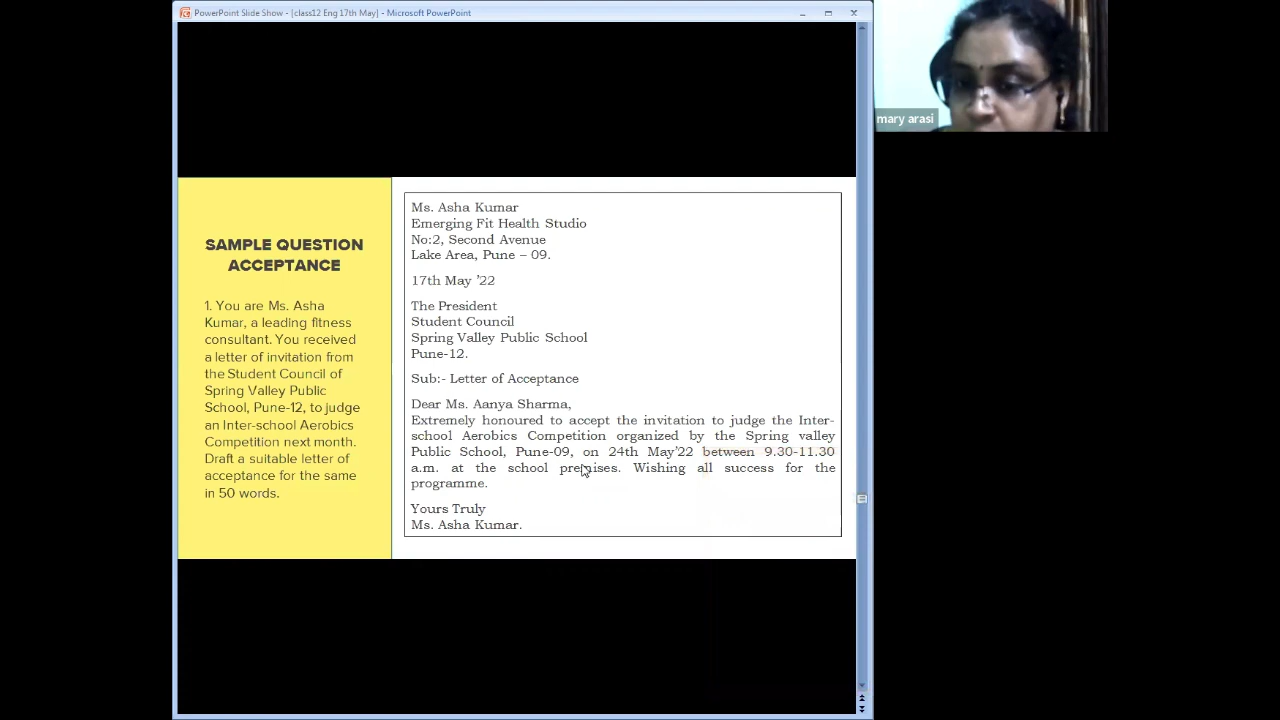 PowerPoint Slide Show - [class12 Eng 17th May] - Microsoft PowerPoint
mary arasi
SAMPLE QUESTION
ACCEPTANCE
1. You are Ms. Asha
Kumar, a leading fitness
consultant. You received
a letter of invitation from
the Student Council of
Spring Valley Public
School, Pune-12, to judge
an Inter-school Aerobics
Competition next month.
Draft a suitable letter of
acceptance for the same
in 50 words.
Ms. Asha Kumar
Emerging Fit Health Studio
No:2, Second Avenue
Lake Area, Pune – 09.
17th May ’22
The President
Student Council
Spring Valley Public School
Pune-12.
Sub:- Letter of Acceptance
Dear Ms. Aanya Sharma,
Extremely honoured to accept the invitation to judge the Inter-
school Aerobics Competition organized by the Spring valley
Public School, Pune-09, on 24th May’22 between 9.30-11.30
a.m. at the school premises. Wishing all success for the
programme.
Yours Truly
Ms. Asha Kumar.